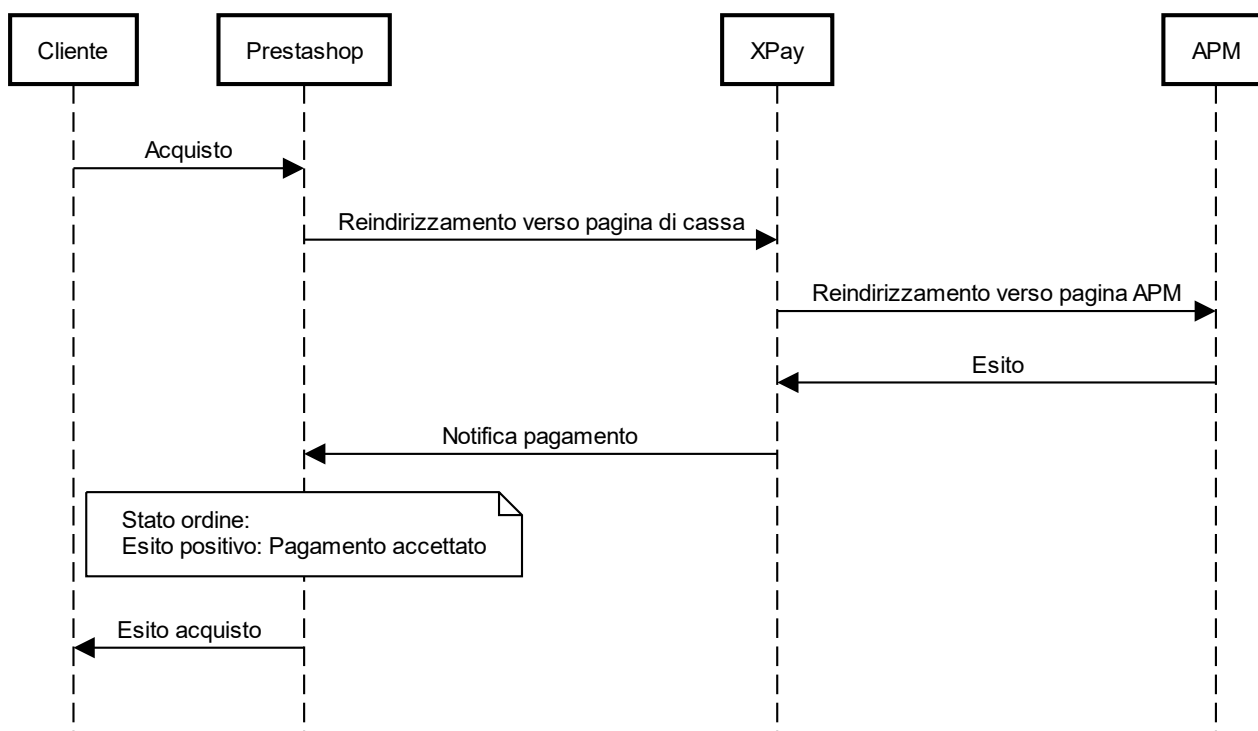 Cliente
Prestashop
XPay
APM
Acquisto
Reindirizzamento verso pagina di cassa
Reindirizzamento verso pagina APM
Esito
Notifica pagamento
Stato ordine:
Esito positivo: Pagamento accettato
Esito acquisto